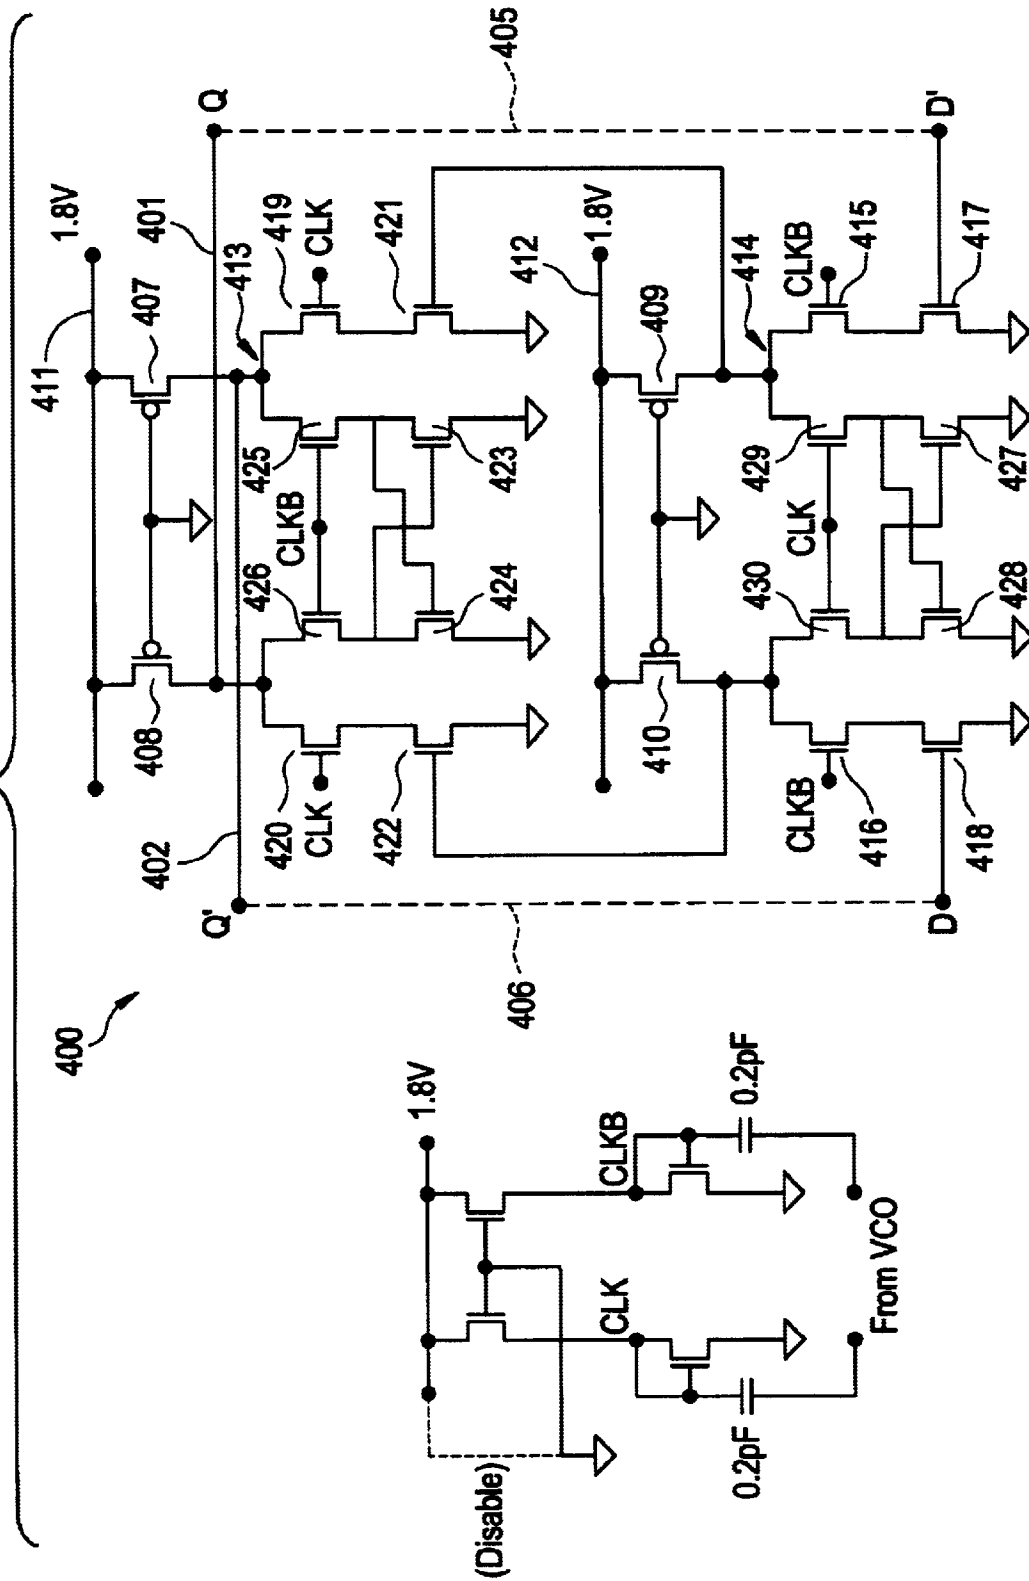 400
411
1.8V
408
407
Q
401
402
Q'
413
420
426
425
419
CLK
CLKB
CLK
422
424
423
421
405
406
412
1.8V
410
409
414
CLKB
430
CLK
429
CLKB
415
416
418
428
427
417
D
D'
(Disable)
1.8V
CLK
CLKB
0.2pF
0.2pF
From VCO